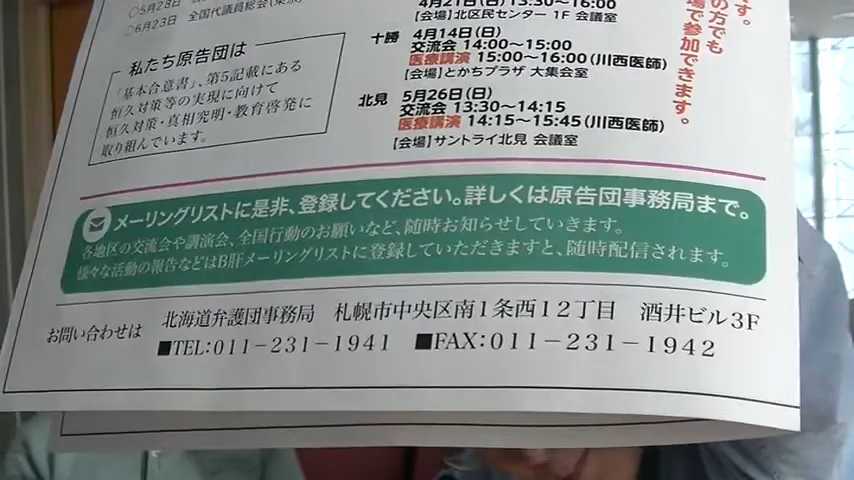 ○5月28日
○6月23日 全国代議員総会(東京)
4月21日(日)13:30〜16:00
【会場】北区民センター 1F 会議室
十勝 4月14日(日)
交流会 14:00〜15:00
医療講演 15:00〜16:00(川西医師)
【会場】とかちプラザ 大集会室
北見 5月26日(日)
交流会 13:30〜14:15
医療講演 14:15〜15:45(川西医師)
【会場】サントライ北見 会議室
す。
の方でも
場で参加できます。
私たち原告団は
「基本合意書」、第5記載にある
恒久対策等の実現に向けて
恒久対策・真相究明・教育啓発に
取り組んでいます。
メーリングリストに是非、登録してください。詳しくは原告団事務局まで。
各地区の交流会や講演会、全国行動のお願いなど、随時お知らせしていきます。
様々な活動の報告などはB肝メーリングリストに登録していただきますと、随時配信されます。
お問い合わせは 北海道弁護団事務局 札幌市中央区南1条西12丁目 酒井ビル3F
■TEL:011-231-1941 ■FAX:011-231-1942